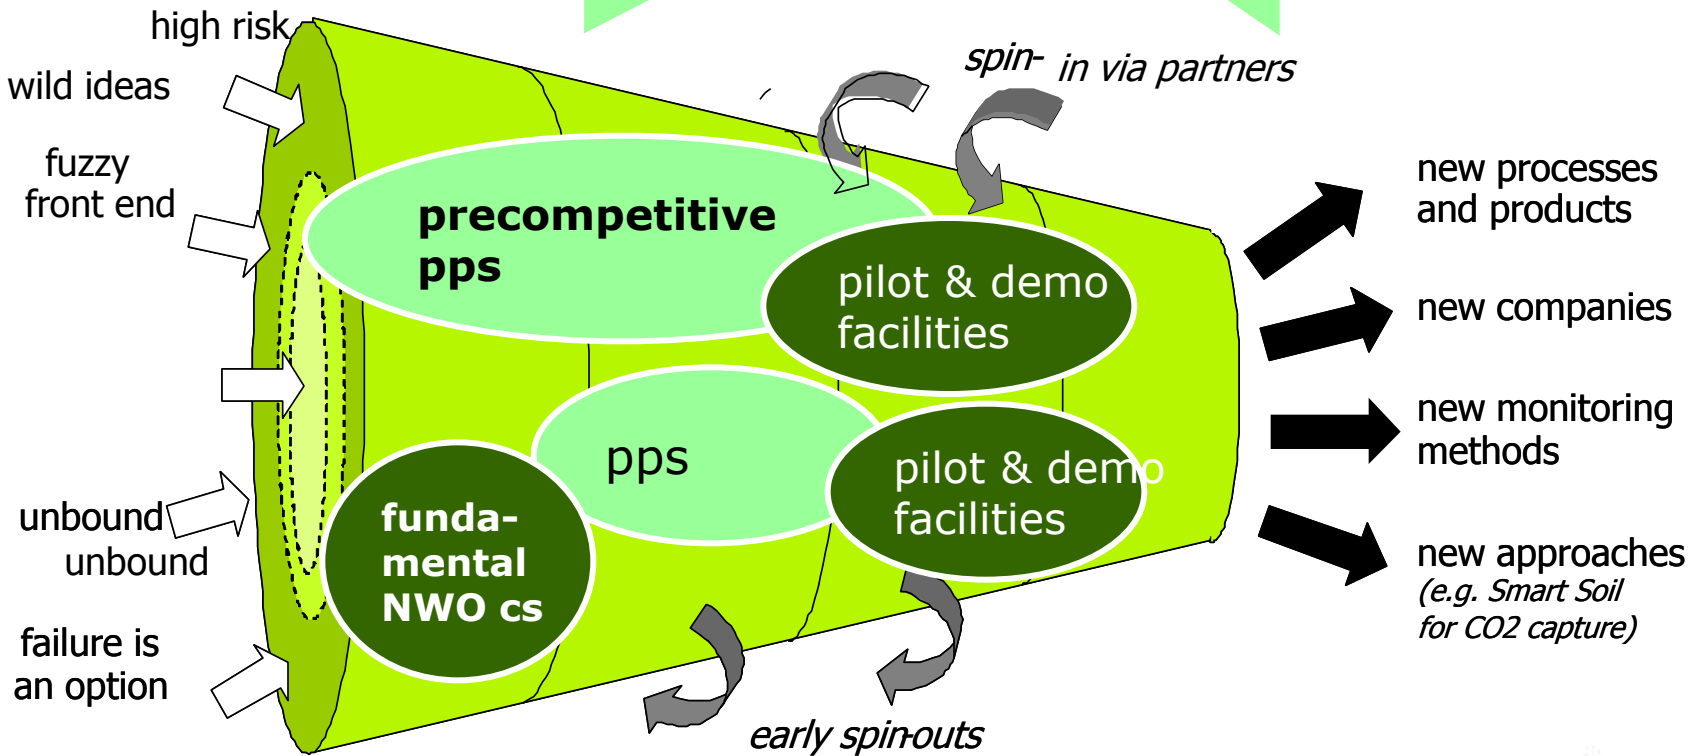 high risk
wild ideas
fuzzy
front end
unbound
unbound
failure is
an option
spin- in via partners
precompetitive
pps
pilot & demo
facilities
pps
pilot & demo
facilities
funda-
mental
NWO cs
early spin-outs
new processes
and products
new companies
new monitoring
methods
new approaches
(e.g. Smart Soil
for CO2 capture)